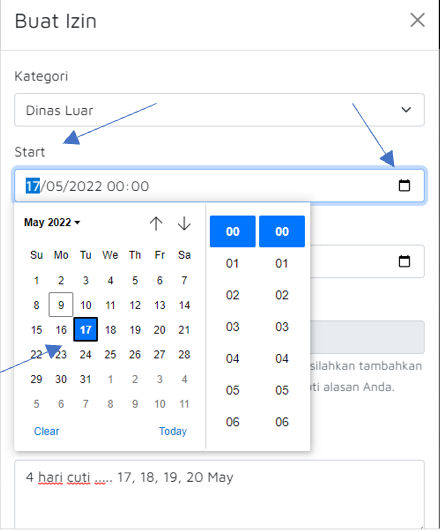 Buat Izin
Kategori
Dinas Luar
Start
17/05/2022 00:00
May 2022
00 00
Su Mo Tu We Th Fr Sa
1 2 3 4 5 6 7
01 01
8 9 10 11 12 13 14
02 02
15 16 17 18 19 20 21
03 03
22 23 24 25 26 27 28
04 04
silahkan tambahkan
29 30 31 1 2 3 4
05 05
uti alasan Anda.
5 6 7 8 9 10 11
06 06
Clear Today
4 hari cuti ..... 17, 18, 19, 20 May